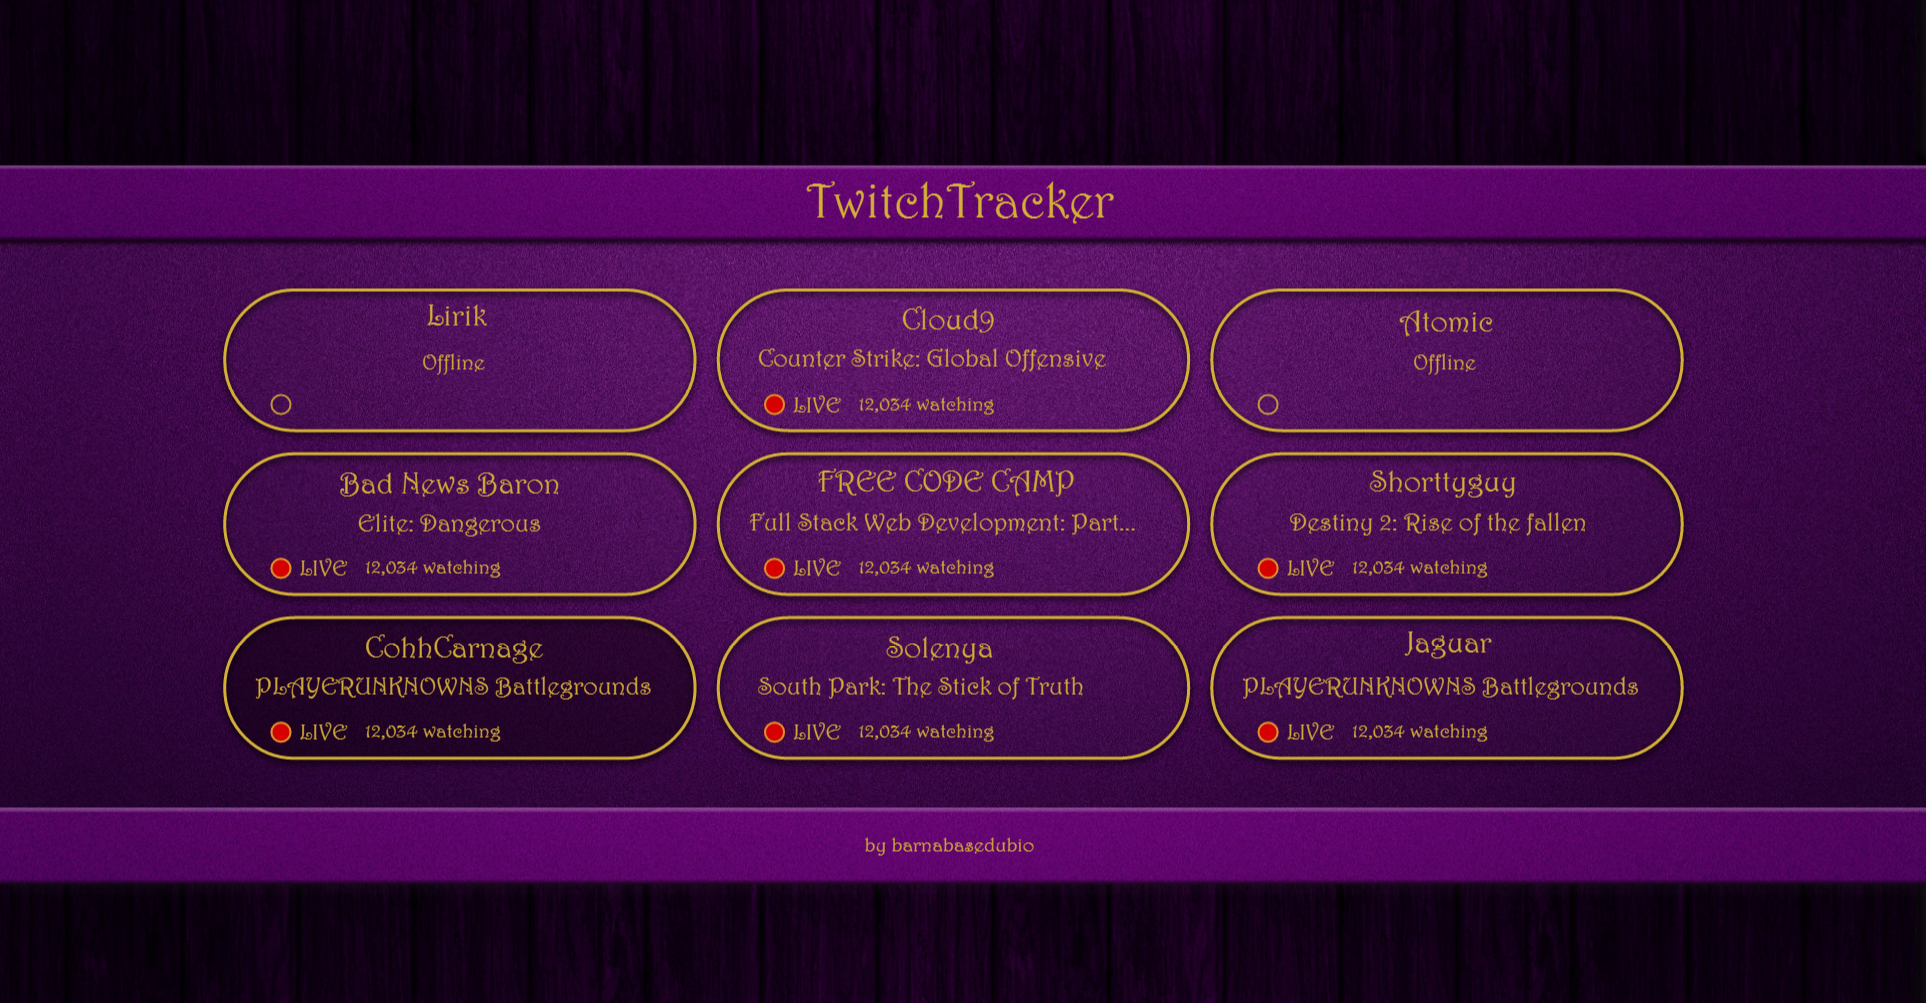 TwitchTracker
Lirik
Offline
Cloud9
Counter Strike: Global Offensive
LIVE 12,034 watching
Atomic
Offline
Bad News Baron
Elite: Dangerous
LIVE 12,034 watching
FREE CODE CAMP
Full Stack Web Development: Part...
LIVE 12,034 watching
Shorttyguy
Destiny 2: Rise of the fallen
LIVE 12,034 watching
CohhCarnage
PLAYERUNKNOWNS Battlegrounds
LIVE 12,034 watching
Solenya
South Park: The Stick of Truth
LIVE 12,034 watching
Jaguar
PLAYERUNKNOWNS Battlegrounds
LIVE 12,034 watching
by barnabasedubio